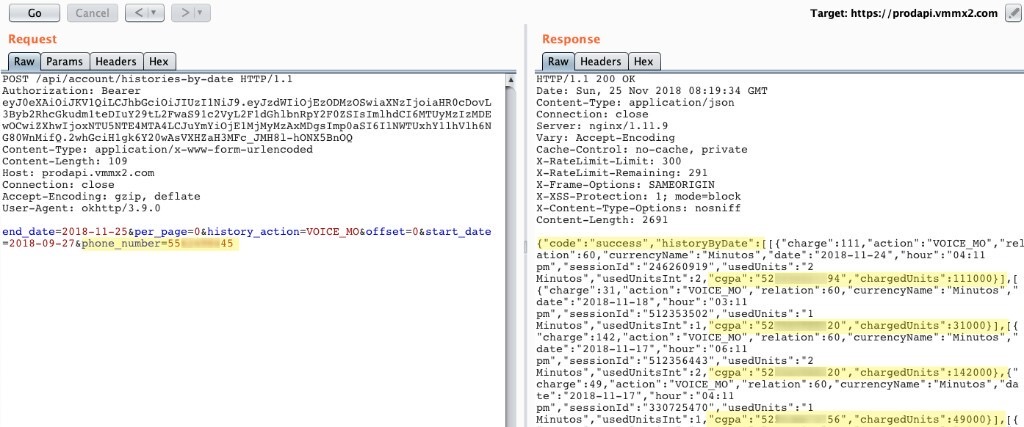 Go Cancel < > Target: https://prodapi.vmmx2.com
Request
Raw Params Headers Hex
POST /api/account/histories-by-date HTTP/1.1
Authorization: Bearer
Content-Type: application/x-www-form-urlencoded
Content-Length: 109
Host: prodapi.vmmx2.com
Connection: close
Accept-Encoding: gzip, deflate
User-Agent: okhttp/3.9.0
end_date=2018-11-25&per_page=0&history_action=VOICE_MO&offset=0&start_date
=2018-09-27&phone_number=55 45
Response
Raw Headers Hex
HTTP/1.1 200 OK
Date: Sun, 25 Nov 2018 08:19:34 GMT
Content-Type: application/json
Connection: close
Server: nginx/1.11.9
Vary: Accept-Encoding
Cache-Control: no-cache, private
X-RateLimit-Limit: 300
X-RateLimit-Remaining: 291
X-Frame-Options: SAMEORIGIN
X-XSS-Protection: 1; mode=block
X-Content-Type-Options: nosniff
Content-Length: 2691
{"code":"success","historyByDate":[[{"charge":111,"action":"VOICE_MO","rel
ation":60,"currencyName":"Minutos","date":"2018-11-24","hour":"04:11
pm","sessionId":"246260919","usedUnits":"2
Minutos","usedUnitsInt":2,"cgpa":"52 94","chargedUnits":111000}],[
{"charge":31,"action":"VOICE_MO","relation":60,"currencyName":"Minutos","
date":"2018-11-18","hour":"03:11
pm","sessionId":"512353502","usedUnits":"1
Minutos","usedUnitsInt":1,"cgpa":"52 20","chargedUnits":31000}],[{
"charge":142,"action":"VOICE_MO","relation":60,"currencyName":"Minutos","
date":"2018-11-17","hour":"06:11
pm","sessionId":"512356443","usedUnits":"2
Minutos","usedUnitsInt":2,"cgpa":"52 20","chargedUnits":142000},{"
charge":49,"action":"VOICE_MO","relation":60,"currencyName":"Minutos","da
te":"2018-11-17","hour":"04:11
pm","sessionId":"330725470","usedUnits":"1
Minutos","usedUnitsInt":1,"cgpa":"52 56","chargedUnits":49000}],[{